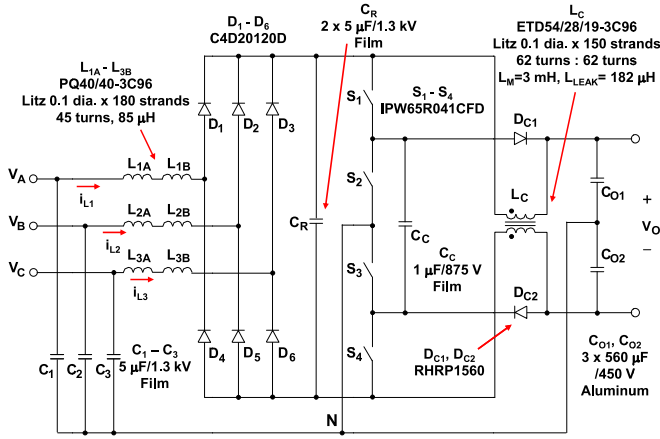 L1A - L3B
PQ40/40-3C96
Litz 0.1 dia. x 180 strands
45 turns, 85 µH
D1 - D6
C4D20120D
CR
2 x 5 µF/1.3 kV
Film
LC
ETD54/28/19-3C96
Litz 0.1 dia. x 150 strands
62 turns : 62 turns
LM=3 mH, LLEAK= 182 µH
S1 - S4
IPW65R041CFD
S1
D1
D2
D3
DC1
VA
L1A
L1B
iL1
S2
LC
CO1
+
VO
−
VB
L2A
L2B
iL2
CR
CC
VC
L3A
L3B
iL3
S3
CC
1 µF/875 V
Film
CO2
DC2
D4
D5
D6
S4
C1
C2
C3
C1 – C3
5 µF/1.3 kV
Film
DC1, DC2
RHRP1560
CO1, CO2
3 x 560 µF
/450 V
Aluminum
N